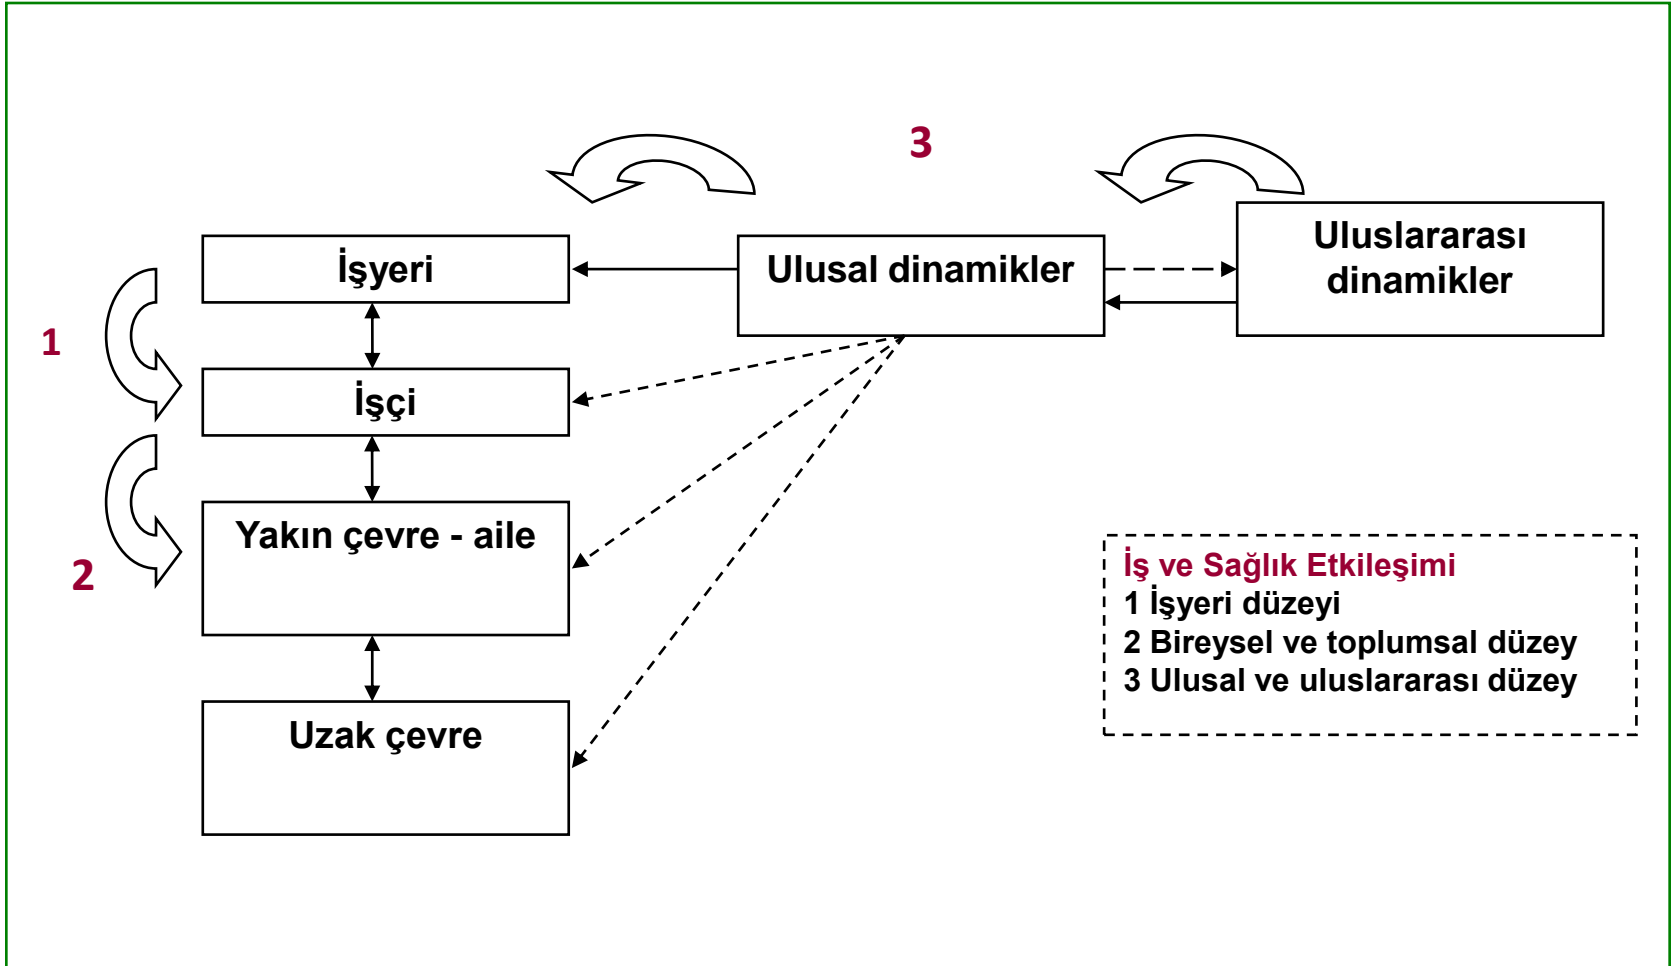 3
Uluslararası
dinamikler
İşyeri
Ulusal dinamikler
1
İşçi
Yakın çevre - aile
2
Uzak çevre
İş ve Sağlık Etkileşimi
1 İşyeri düzeyi
2 Bireysel ve toplumsal düzey
3 Ulusal ve uluslararası düzey